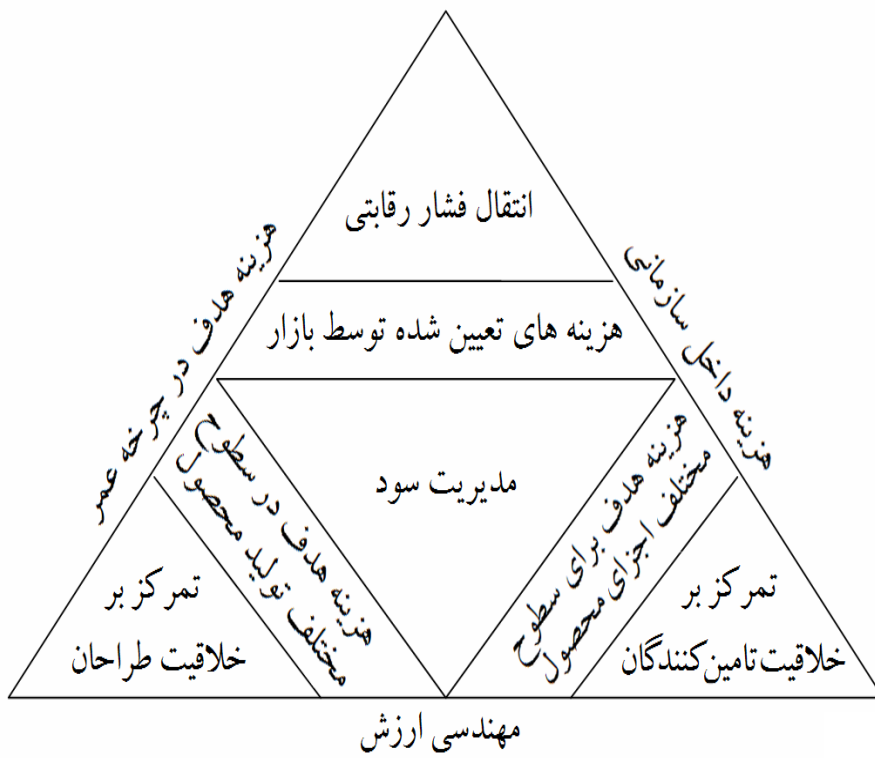 انتقال فشار رقابتی
هزینه های تعیین شده توسط بازار
هزینه داخل سازمانی
هزینه هدف در چرخه عمر
مدیریت سود
هزینه هدف برای سطوح
مختلف اجزای محصول
هزینه هدف در سطوح
مختلف تولید محصول
تمرکز بر
خلاقیت تامین‌کنندگان
تمرکز بر
خلاقیت طراحان
مهندسی ارزش